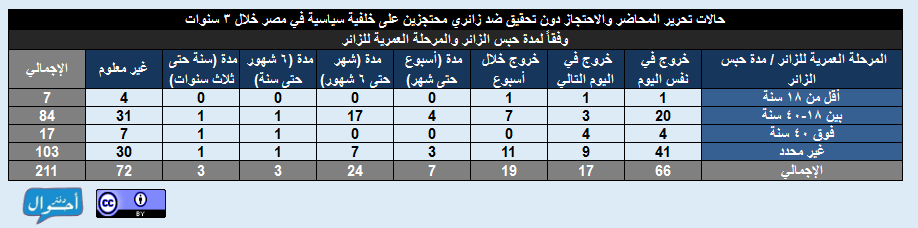 حالات تحرير المحاضر والاحتجاز دون تحقيق ضد زائري محتجزين على خلفية سياسية في مصر خلال ٣ سنوات
وفقاً لمدة حبس الزائر والمرحلة العمرية للزائر
المرحلة العمرية للزائر / مدة حبس الزائر خروج في نفس اليوم خروج في اليوم التالي خروج خلال أسبوع مدة (أسبوع حتى شهر) مدة (شهر حتى ٦ شهور) مدة (٦ شهور حتى سنة) مدة (سنة حتى ثلاث سنوات) غير معلوم الإجمالي
أقل من ١٨ سنة 1 1 1 0 0 0 0 4 7
بين ١٨-٤٠ سنة 20 3 7 4 17 1 1 31 84
فوق ٤٠ سنة 4 4 0 0 0 1 1 7 17
غير محدد 41 9 11 3 7 1 1 30 103
الإجمالي 66 17 19 7 24 3 3 72 211
دفتر أحوال
cc BY